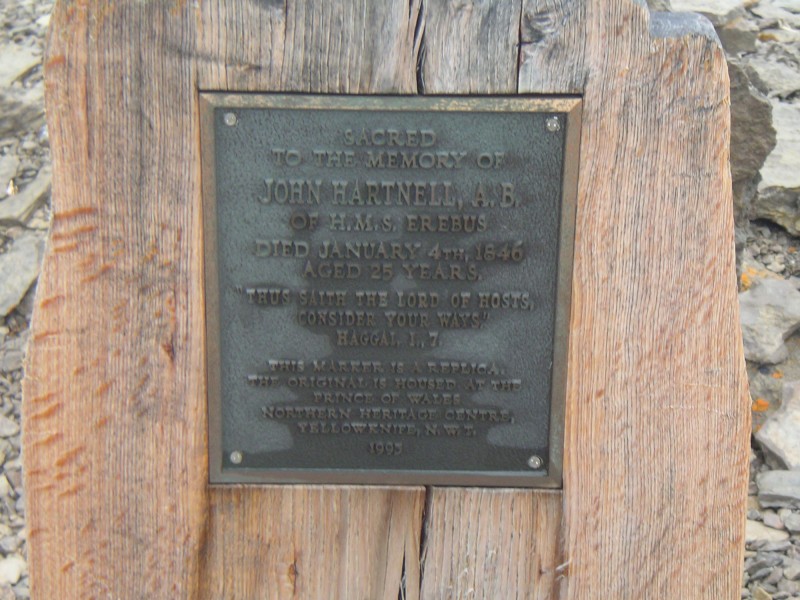 SACRED
TO THE MEMORY OF
JOHN HARTNELL, A.B.
OF H.M.S. EREBUS
DIED JANUARY 4TH, 1846
AGED 25 YEARS.
"THUS SAITH THE LORD OF HOSTS,
CONSIDER YOUR WAYS."
HAGGAI, I., 7.
THIS MARKER IS A REPLICA.
THE ORIGINAL IS HOUSED AT THE
PRINCE OF WALES
NORTHERN HERITAGE CENTRE,
YELLOWKNIFE, N.W.T.
1993